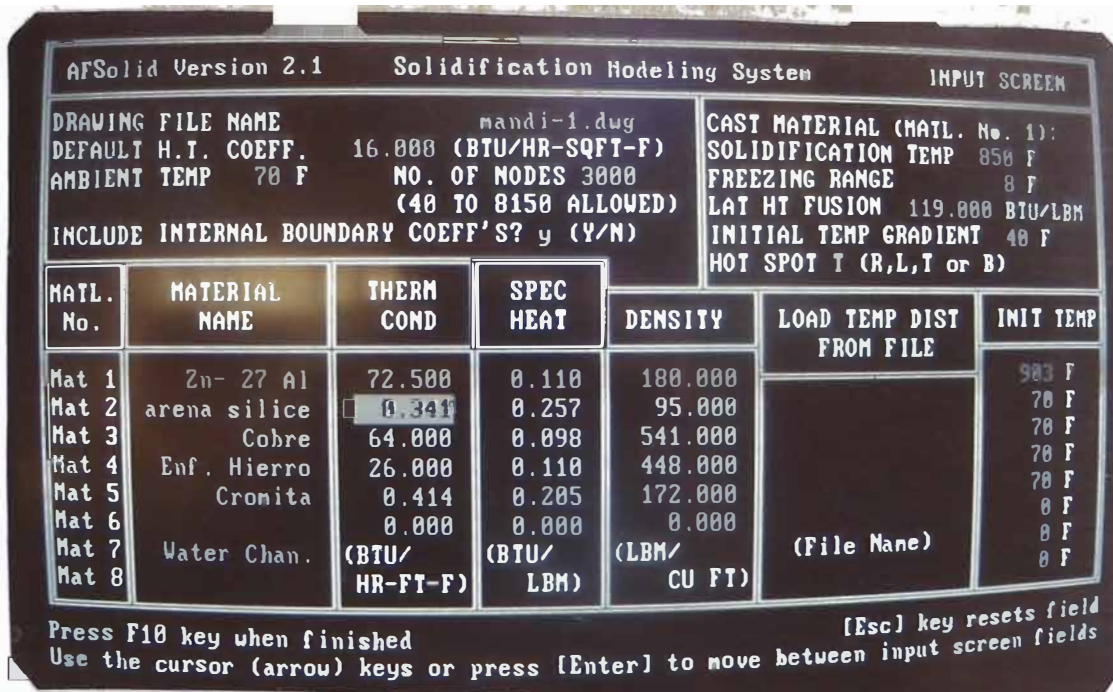 AFSolid Version 2.1 Solidification Modeling System INPUT SCREEN
DRAWING FILE NAME mandi-1.dwg
DEFAULT H.T. COEFF. 16.000 (BTU/HR-SQFT-F)
AMBIENT TEMP 70 F NO. OF NODES 3000
(40 TO 8150 ALLOWED)
INCLUDE INTERNAL BOUNDARY COEFF'S? y (Y/N)
CAST MATERIAL (MATL. No. 1):
SOLIDIFICATION TEMP 850 F
FREEZING RANGE 8 F
LAT HT FUSION 119.000 BTU/LBM
INITIAL TEMP GRADIENT 40 F
HOT SPOT T (R,L,T or B)
MATL. No. MATERIAL NAME THERM COND SPEC HEAT DENSITY LOAD TEMP DIST FROM FILE INIT TEMP
Mat 1 Zn- 27 Al 72.500 0.110 180.000 903 F
Mat 2 arena silice 0.341 0.257 95.000 70 F
Mat 3 Cobre 64.000 0.098 541.000 70 F
Mat 4 Enf. Hierro 26.000 0.110 448.000 70 F
Mat 5 Cromita 0.414 0.205 172.000 70 F
Mat 6 0.000 0.000 0.000 0 F
Mat 7 Water Chan. (BTU/ (BTU/ (LBM/ (File Name) 0 F
Mat 8 HR-FT-F) LBM) CU FT) 0 F
Press F10 key when finished [Esc] key resets field
Use the cursor (arrow) keys or press [Enter] to move between input screen fields